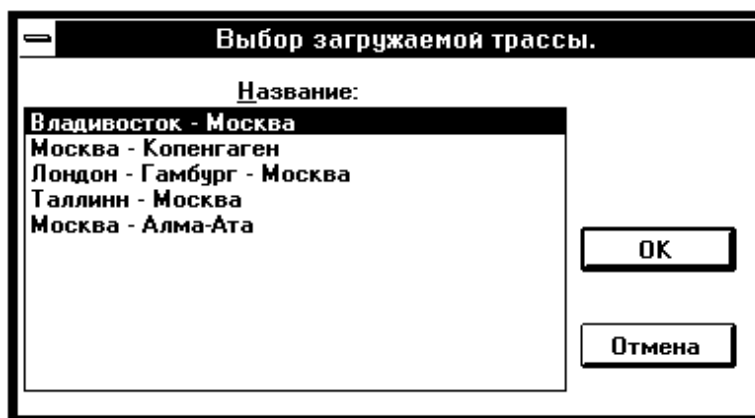 Выбор загружаемой трассы.
Название:
Владивосток - Москва
Москва - Копенгаген
Лондон - Гамбург - Москва
Таллинн - Москва
Москва - Алма-Ата
OK
Отмена